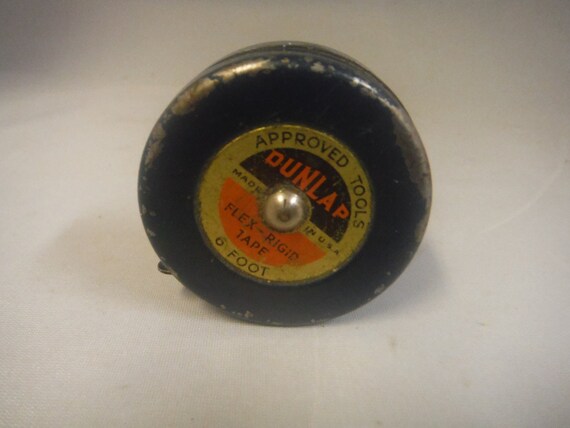 APPROVED TOOLS
DUNLAP
MADE IN U.S.A.
FLEX-RIGID
TAPE
6 FOOT